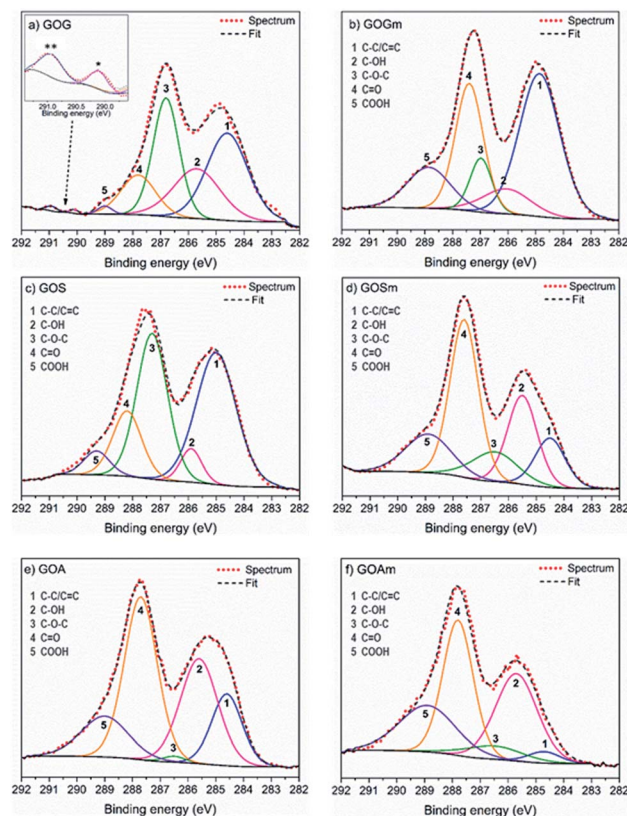 a) GOG
Spectrum
Fit
**
*
291.0 290.5 290.0
Binding energy (eV)
1
2
3
4
5
292 291 290 289 288 287 286 285 284 283 282
Binding energy (eV)
b) GOGm
Spectrum
Fit
1 C-C/C=C
2 C-OH
3 C-O-C
4 C=O
5 COOH
5
4
3
2
1
292 291 290 289 288 287 286 285 284 283 282
Binding energy (eV)
c) GOS
Spectrum
Fit
1 C-C/C=C
2 C-OH
3 C-O-C
4 C=O
5 COOH
5
4
3
2
1
292 291 290 289 288 287 286 285 284 283 282
Binding energy (eV)
d) GOSm
Spectrum
Fit
1 C-C/C=C
2 C-OH
3 C-O-C
4 C=O
5 COOH
5
4
3
2
1
292 291 290 289 288 287 286 285 284 283 282
Binding energy (eV)
e) GOA
Spectrum
Fit
1 C-C/C=C
2 C-OH
3 C-O-C
4 C=O
5 COOH
5
4
3
2
1
292 291 290 289 288 287 286 285 284 283 282
Binding energy (eV)
f) GOAm
Spectrum
Fit
1 C-C/C=C
2 C-OH
3 C-O-C
4 C=O
5 COOH
5
4
3
2
1
292 291 290 289 288 287 286 285 284 283 282
Binding energy (eV)